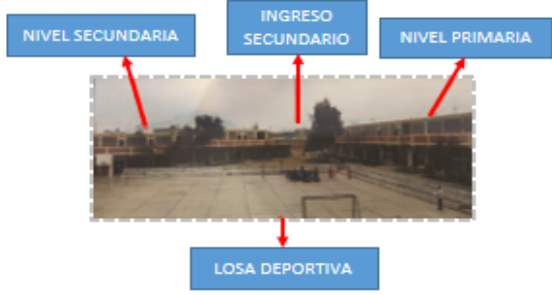 NIVEL SECUNDARIA
INGRESO
SECUNDARIO
NIVEL PRIMARIA
LOSA DEPORTIVA